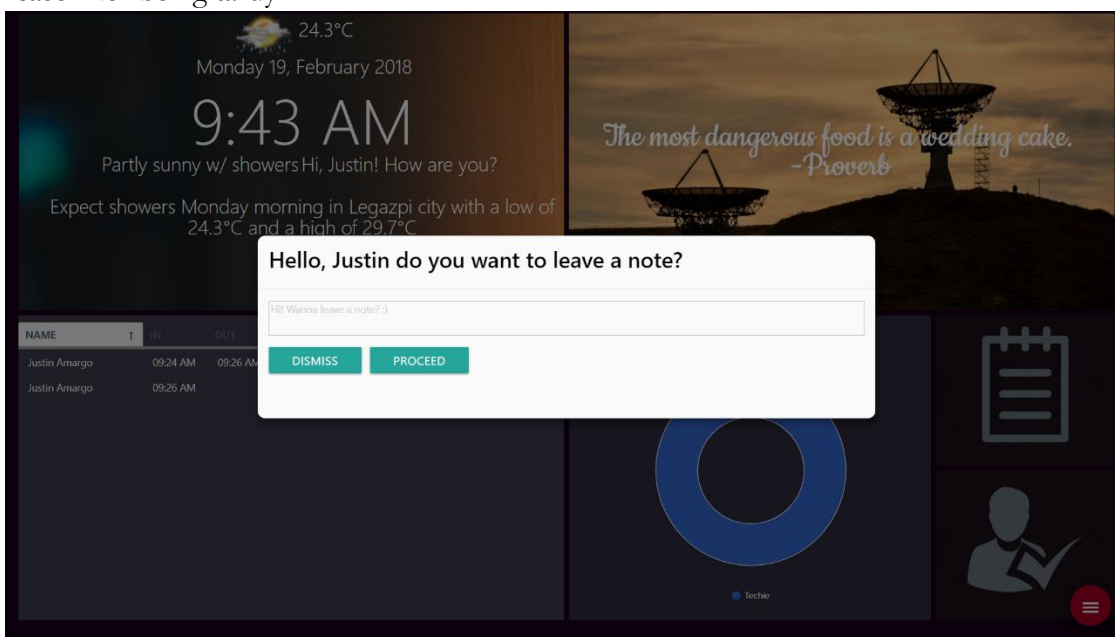 24.3°C
Monday 19, February 2018
9:43 AM
Partly sunny w/ showers Hi, Justin! How are you?
Expect showers Monday morning in Legazpi city with a low of
24.3°C and a high of 29.7°C
The most dangerous food is a wedding cake.
~Proverb
Hello, Justin do you want to leave a note?
Hi! Wanna leave a note? :)
DISMISS PROCEED
NAME ↑ IN OUT
Justin Amargo 09:24 AM 09:26 AM
Justin Amargo 09:26 AM
Techie